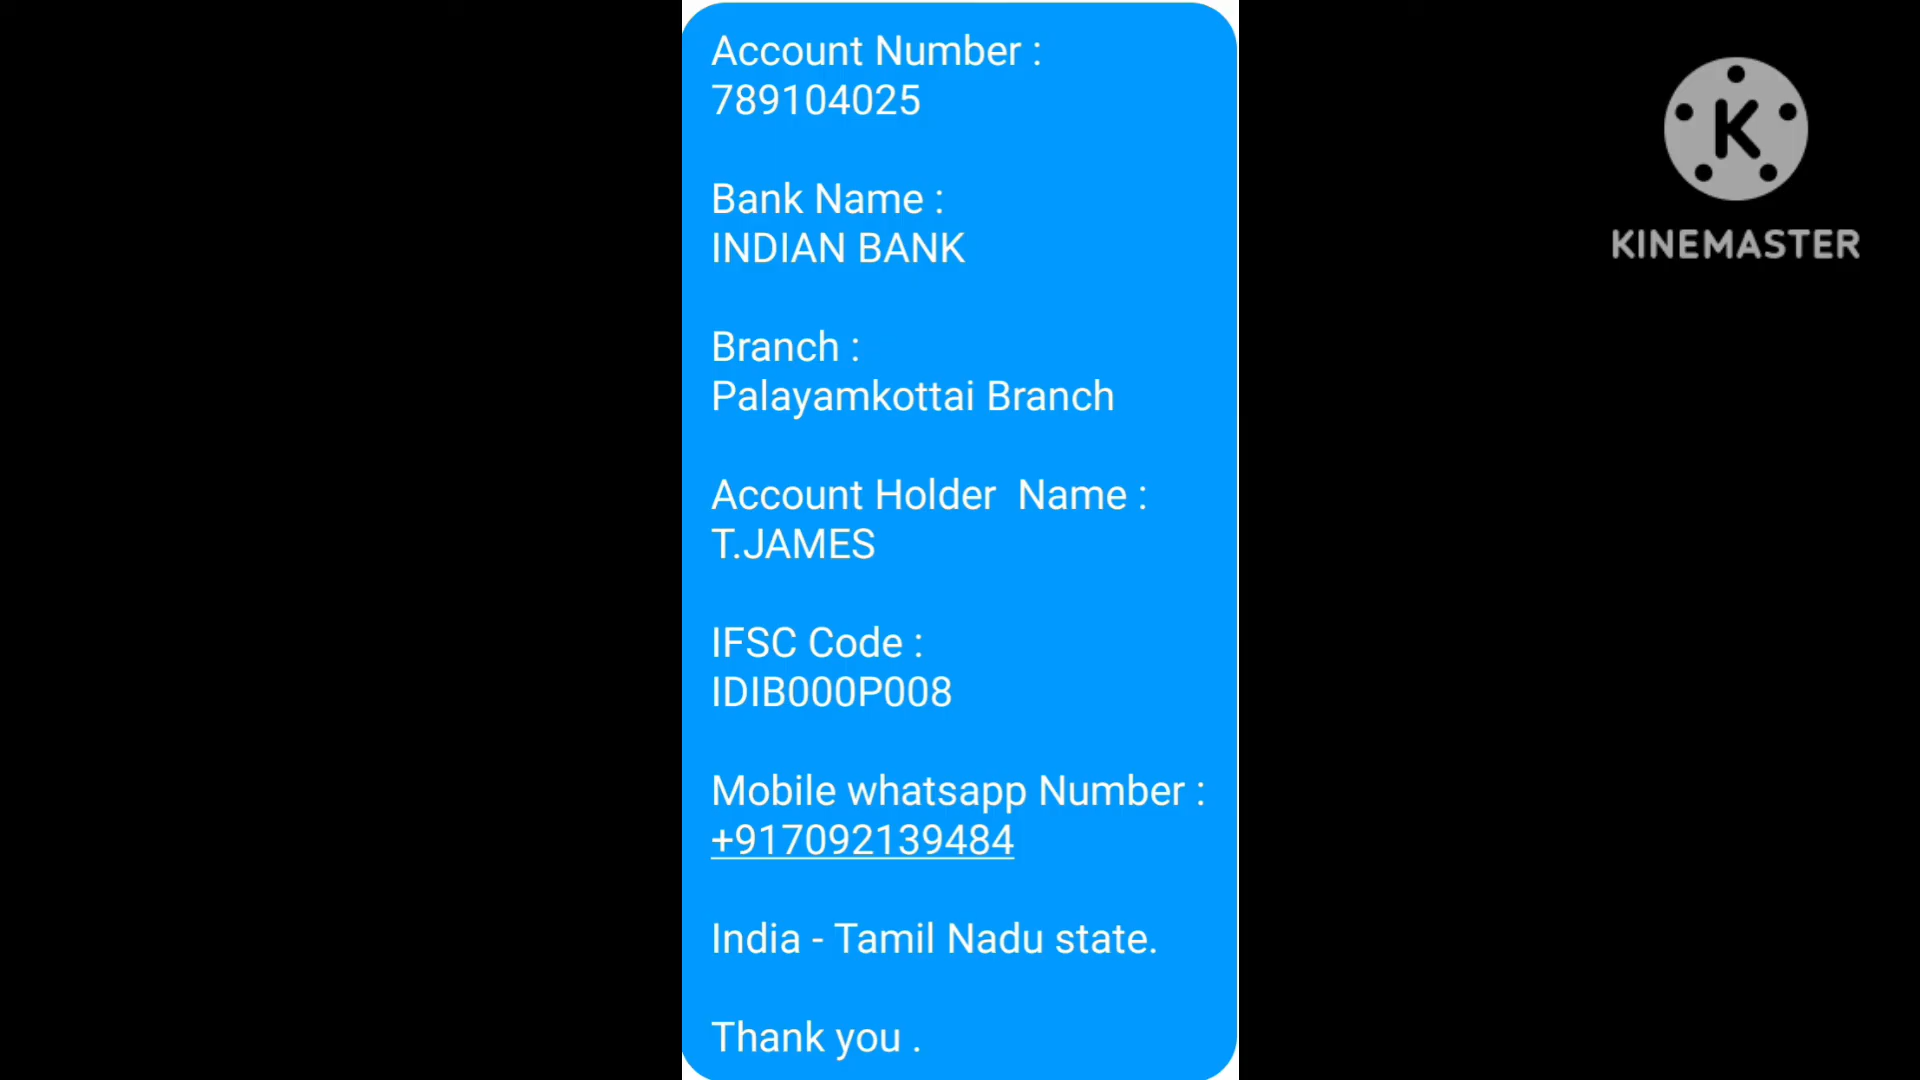 Account Number :
789104025
Bank Name :
INDIAN BANK
Branch :
Palayamkottai Branch
Account Holder  Name :
T.JAMES
IFSC Code :
IDIB000P008
Mobile whatsapp Number :
+917092139484
India - Tamil Nadu state.
Thank you .
K
KINEMASTER